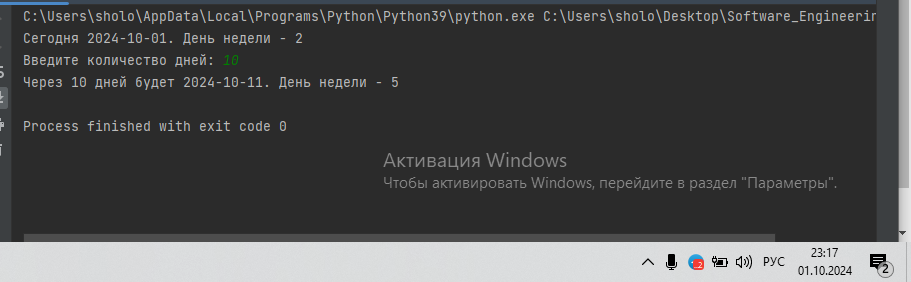 C:\Users\sholo\AppData\Local\Programs\Python\Python39\python.exe C:\Users\sholo\Desktop\Software_Engineerin
Сегодня 2024-10-01. День недели - 2
Введите количество дней: 10
Через 10 дней будет 2024-10-11. День недели - 5
Process finished with exit code 0
Активация Windows
Чтобы активировать Windows, перейдите в раздел "Параметры".
РУС
23:17
01.10.2024
2